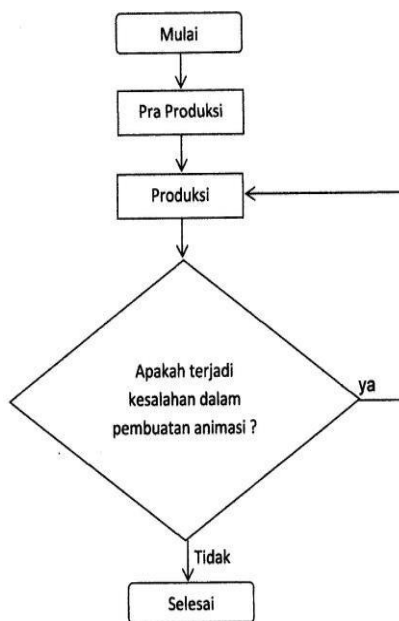 Mulai
Pra Produksi
Produksi
Apakah terjadi
kesalahan dalam
pembuatan animasi ?
ya
Tidak
Selesai